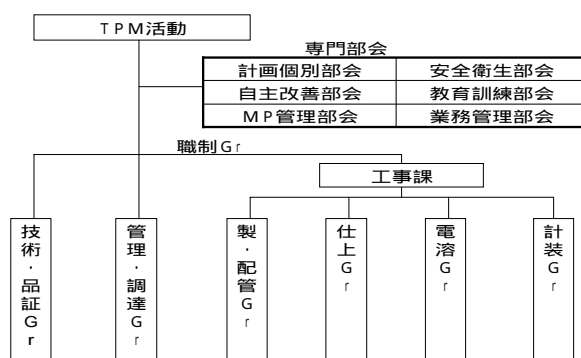 TPM活動
専門部会
計画個別部会 安全衛生部会
自主改善部会 教育訓練部会
MP管理部会 業務管理部会
職制Gr
工事課
技術・品証Gr
管理・調達Gr
製・配管Gr
仕上Gr
電溶Gr
計装Gr